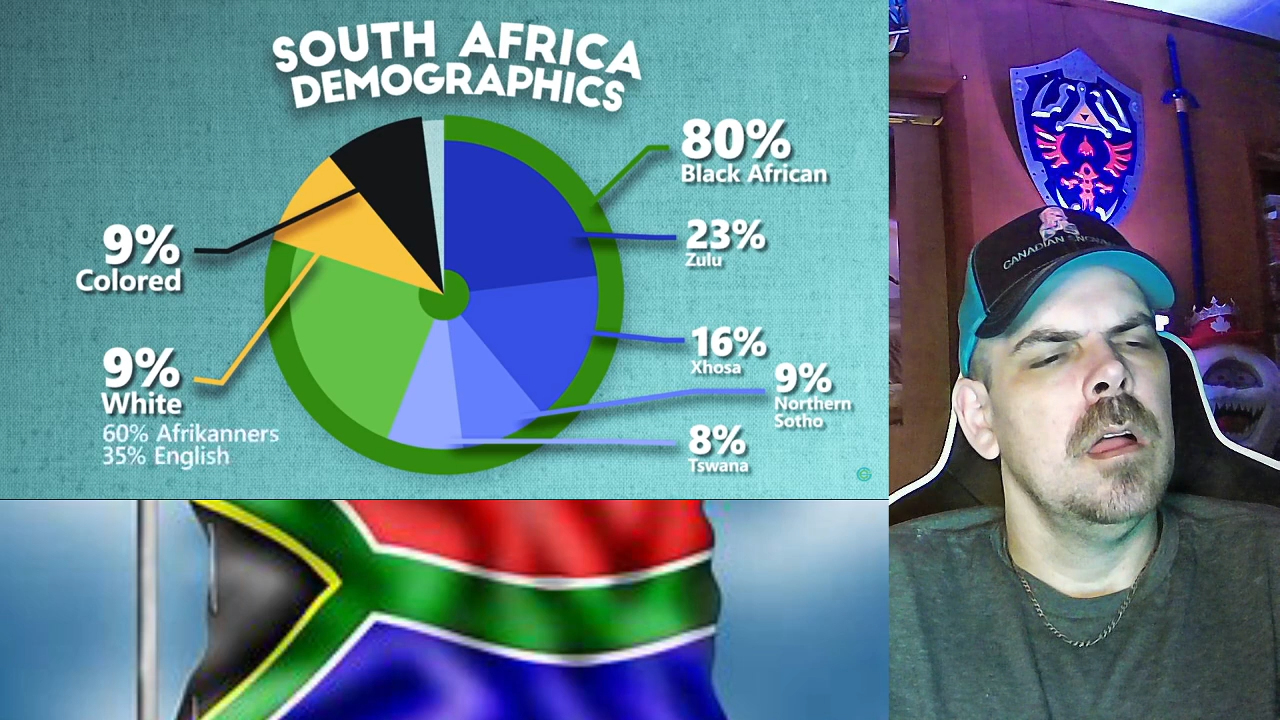 SOUTH AFRICA
DEMOGRAPHICS
80%
Black African
23%
Zulu
16%
Xhosa
9%
Northern
Sotho
8%
Tswana
9%
Colored
9%
White
60% Afrikanners
35% English
CANADIAN